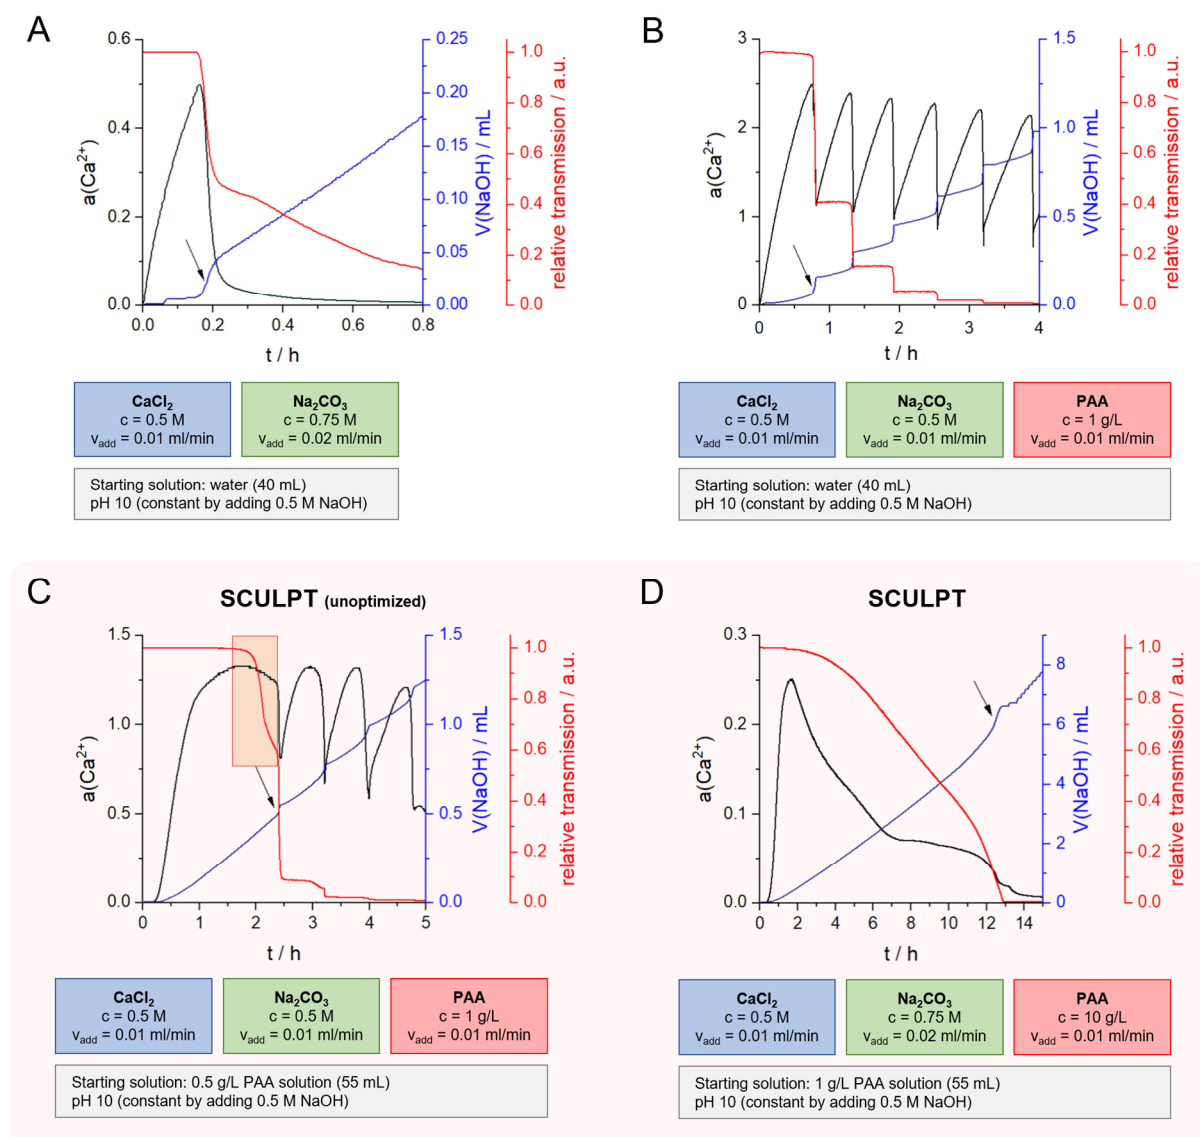 A
0.6
0.4
0.2
0.0
a(Ca²⁺)
0.0
0.2
0.4
0.6
0.8
t / h
0.25
0.20
0.15
0.10
0.05
0.00
V(NaOH) / mL
1.0
0.8
0.6
0.4
0.2
0.0
relative transmission / a.u.
CaCl₂
c = 0.5 M
vadd = 0.01 ml/min
Na₂CO₃
c = 0.75 M
vadd = 0.02 ml/min
Starting solution: water (40 mL)
pH 10 (constant by adding 0.5 M NaOH)
B
3
2
1
0
a(Ca²⁺)
0
1
2
3
4
t / h
1.5
1.0
0.5
0.0
V(NaOH) / mL
1.0
0.8
0.6
0.4
0.2
0.0
relative transmission / a.u.
CaCl₂
c = 0.5 M
vadd = 0.01 ml/min
Na₂CO₃
c = 0.5 M
vadd = 0.01 ml/min
PAA
c = 1 g/L
vadd = 0.01 ml/min
Starting solution: water (40 mL)
pH 10 (constant by adding 0.5 M NaOH)
C
SCULPT (unoptimized)
1.5
1.0
0.5
0.0
a(Ca²⁺)
0
1
2
3
4
5
t / h
1.5
1.0
0.5
0.0
V(NaOH) / mL
1.0
0.8
0.6
0.4
0.2
0.0
relative transmission / a.u.
CaCl₂
c = 0.5 M
vadd = 0.01 ml/min
Na₂CO₃
c = 0.5 M
vadd = 0.01 ml/min
PAA
c = 1 g/L
vadd = 0.01 ml/min
Starting solution: 0.5 g/L PAA solution (55 mL)
pH 10 (constant by adding 0.5 M NaOH)
D
SCULPT
0.3
0.2
0.1
0.0
a(Ca²⁺)
0
2
4
6
8
10
12
14
t / h
8
6
4
2
0
V(NaOH) / mL
1.0
0.8
0.6
0.4
0.2
0.0
relative transmission / a.u.
CaCl₂
c = 0.5 M
vadd = 0.01 ml/min
Na₂CO₃
c = 0.75 M
vadd = 0.02 ml/min
PAA
c = 10 g/L
vadd = 0.01 ml/min
Starting solution: 1 g/L PAA solution (55 mL)
pH 10 (constant by adding 0.5 M NaOH)